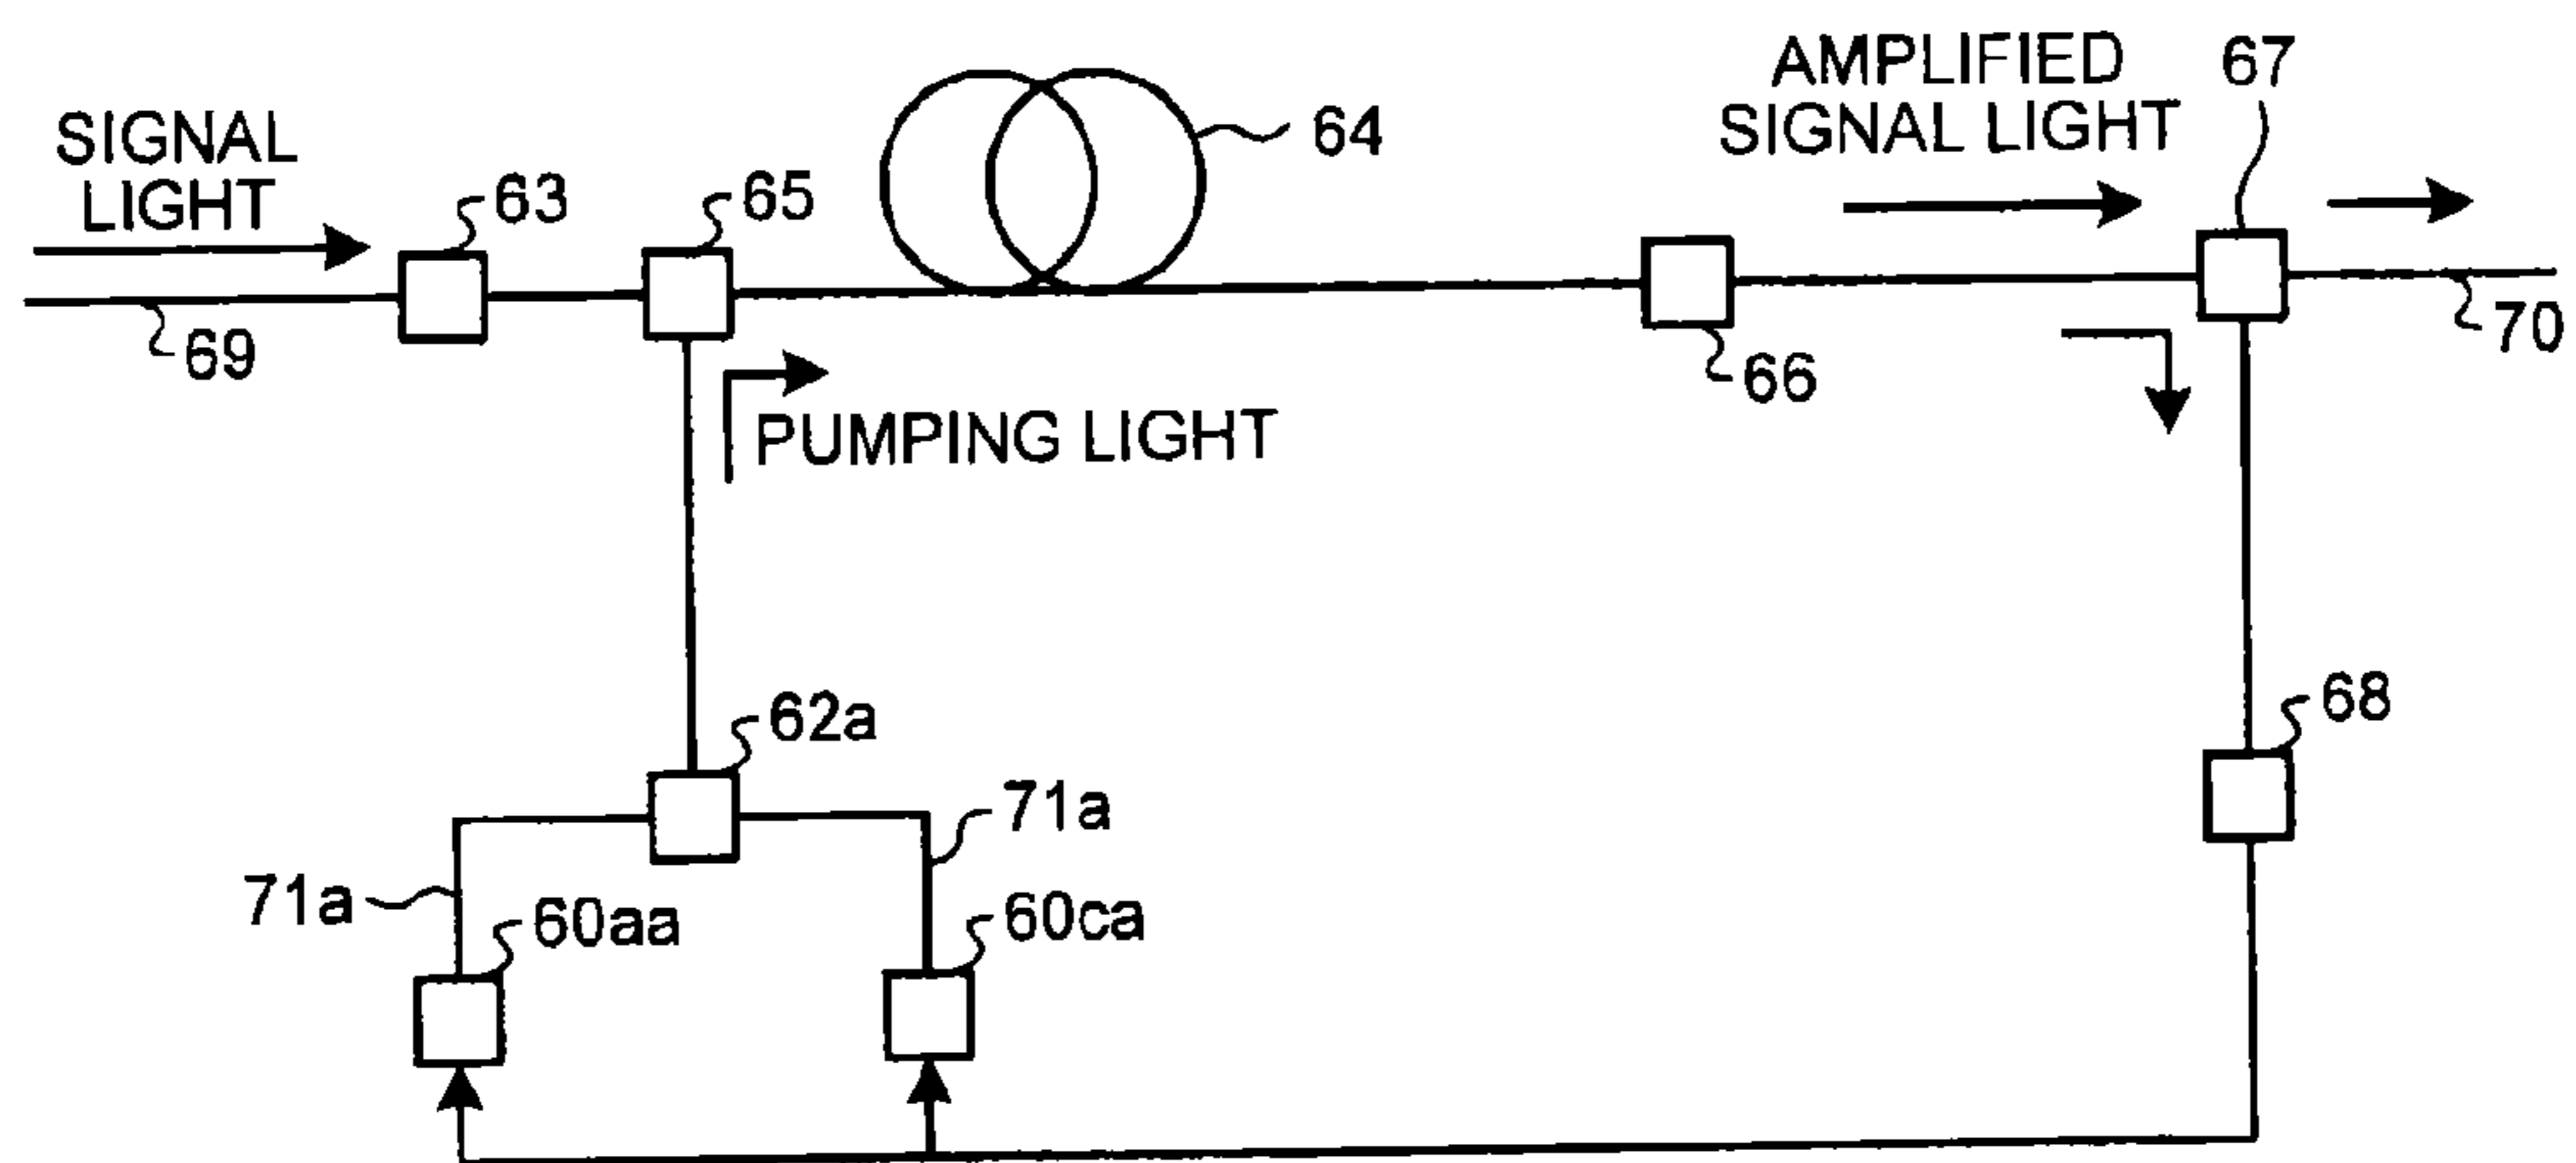 SIGNAL
LIGHT
63
65
64
AMPLIFIED
SIGNAL LIGHT
67
69
PUMPING LIGHT
66
70
62a
68
71a
71a
60aa
60ca